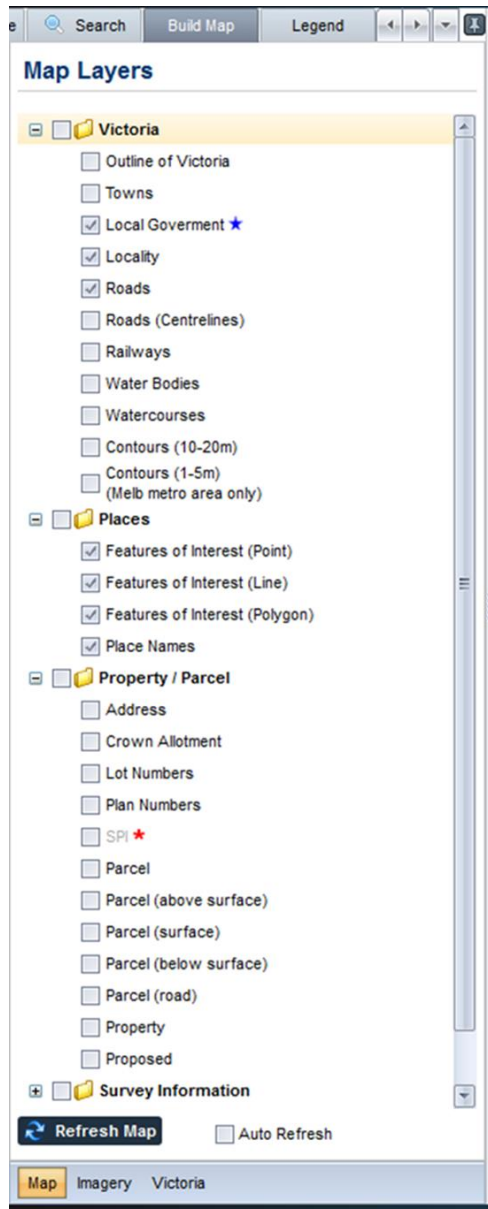 e Search Build Map Legend
Map Layers
Victoria
Outline of Victoria
Towns
Local Goverment ★
Locality
Roads
Roads (Centrelines)
Railways
Water Bodies
Watercourses
Contours (10-20m)
Contours (1-5m)
(Melb metro area only)
Places
Features of Interest (Point)
Features of Interest (Line)
Features of Interest (Polygon)
Place Names
Property / Parcel
Address
Crown Allotment
Lot Numbers
Plan Numbers
SPI *
Parcel
Parcel (above surface)
Parcel (surface)
Parcel (below surface)
Parcel (road)
Property
Proposed
Survey Information
Refresh Map Auto Refresh
Map Imagery Victoria